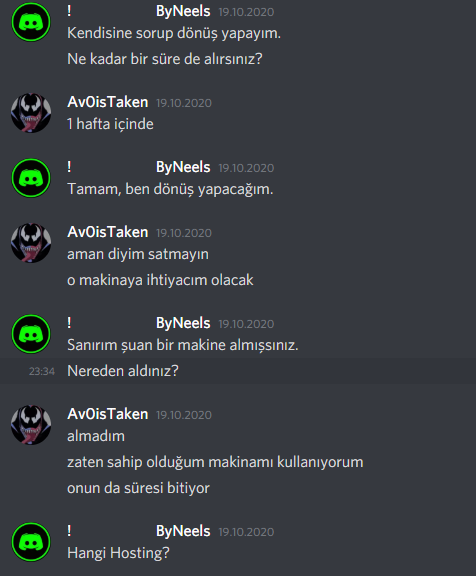 ! ByNeels 19.10.2020
Kendisine sorup dönüş yapayım.
Ne kadar bir süre de alırsınız?
Av0isTaken 19.10.2020
1 hafta içinde
! ByNeels 19.10.2020
Tamam, ben dönüş yapacağım.
Av0isTaken 19.10.2020
aman diyim satmayın
o makinaya ihtiyacım olacak
! ByNeels 19.10.2020
Sanırım şuan bir makine almışsınız.
23:34 Nereden aldınız?
Av0isTaken 19.10.2020
almadım
zaten sahip olduğum makinamı kullanıyorum
onun da süresi bitiyor
! ByNeels 19.10.2020
Hangi Hosting?